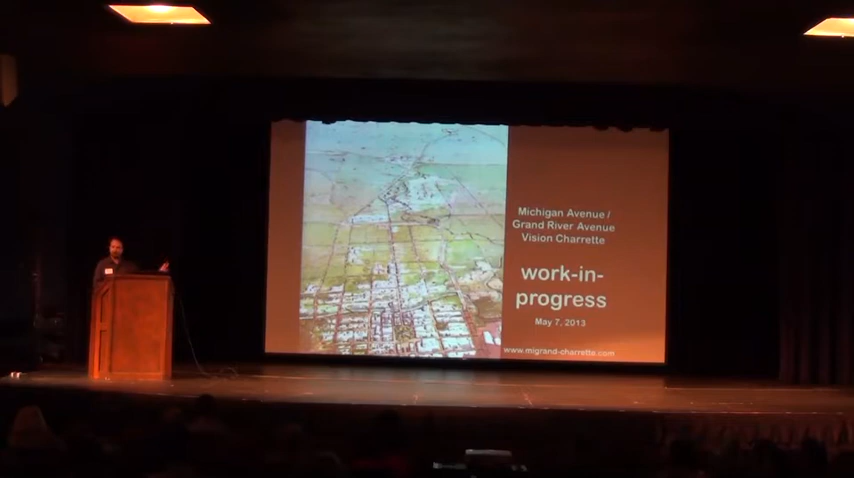 Michigan Avenue /
Grand River Avenue
Vision Charrette
work-in-
progress
May 7, 2013
www.migrand-charrette.com